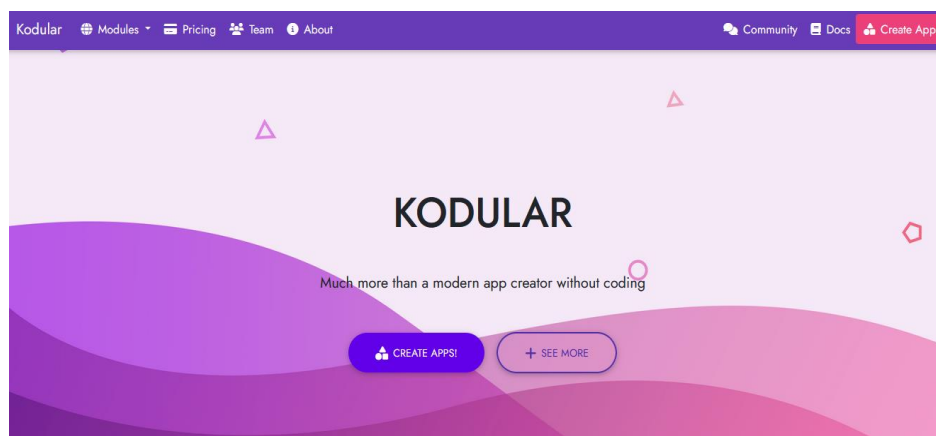 Kodular Modules Pricing Team About Community Docs Create App
KODULAR
Much more than a modern app creator without coding
CREATE APPS! + SEE MORE